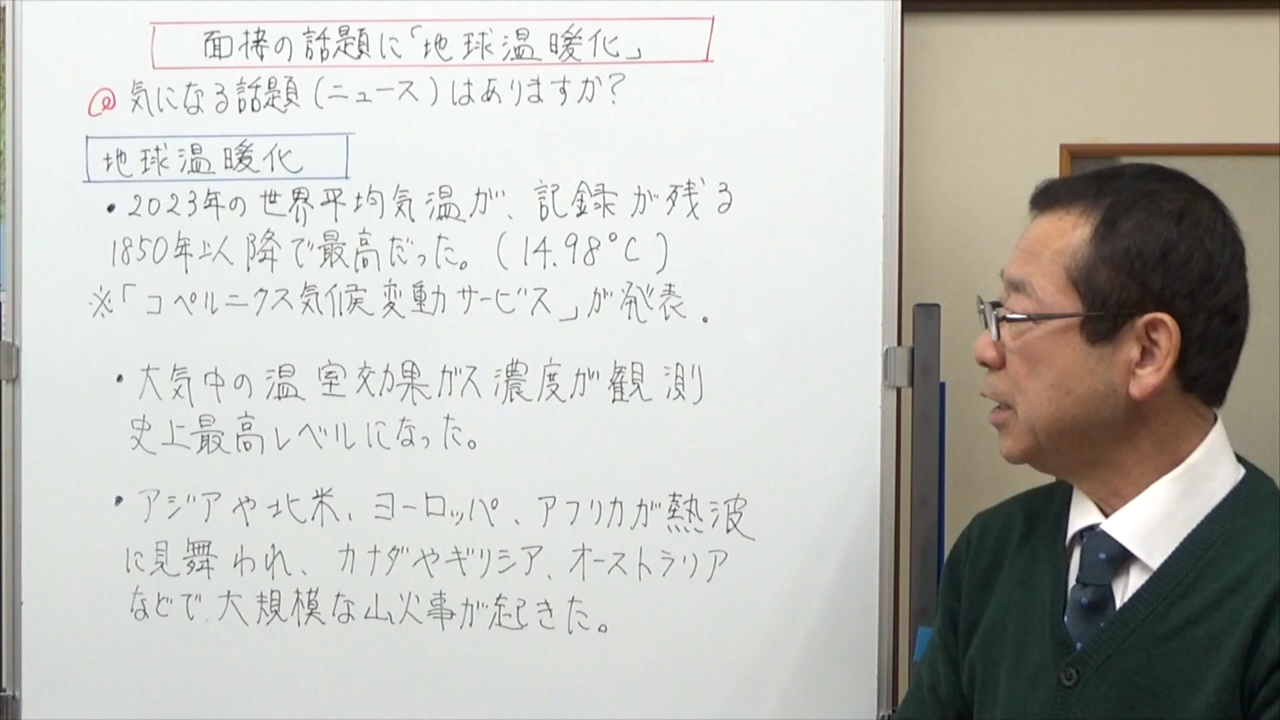 面接の話題に「地球温暖化」
@ 気になる話題(ニュース)はありますか?
地球温暖化
・2023年の世界平均気温が、記録が残る
1850年以降で最高だった。(14.98°C)
※「コペルニクス気候変動サービス」が発表.
・大気中の温室効果ガス濃度が観測
史上最高レベルになった。
・アジアや北米、ヨーロッパ、アフリカが熱波
に見舞われ、カナダやギリシア、オーストラリア
などで大規模な山火事が起きた。